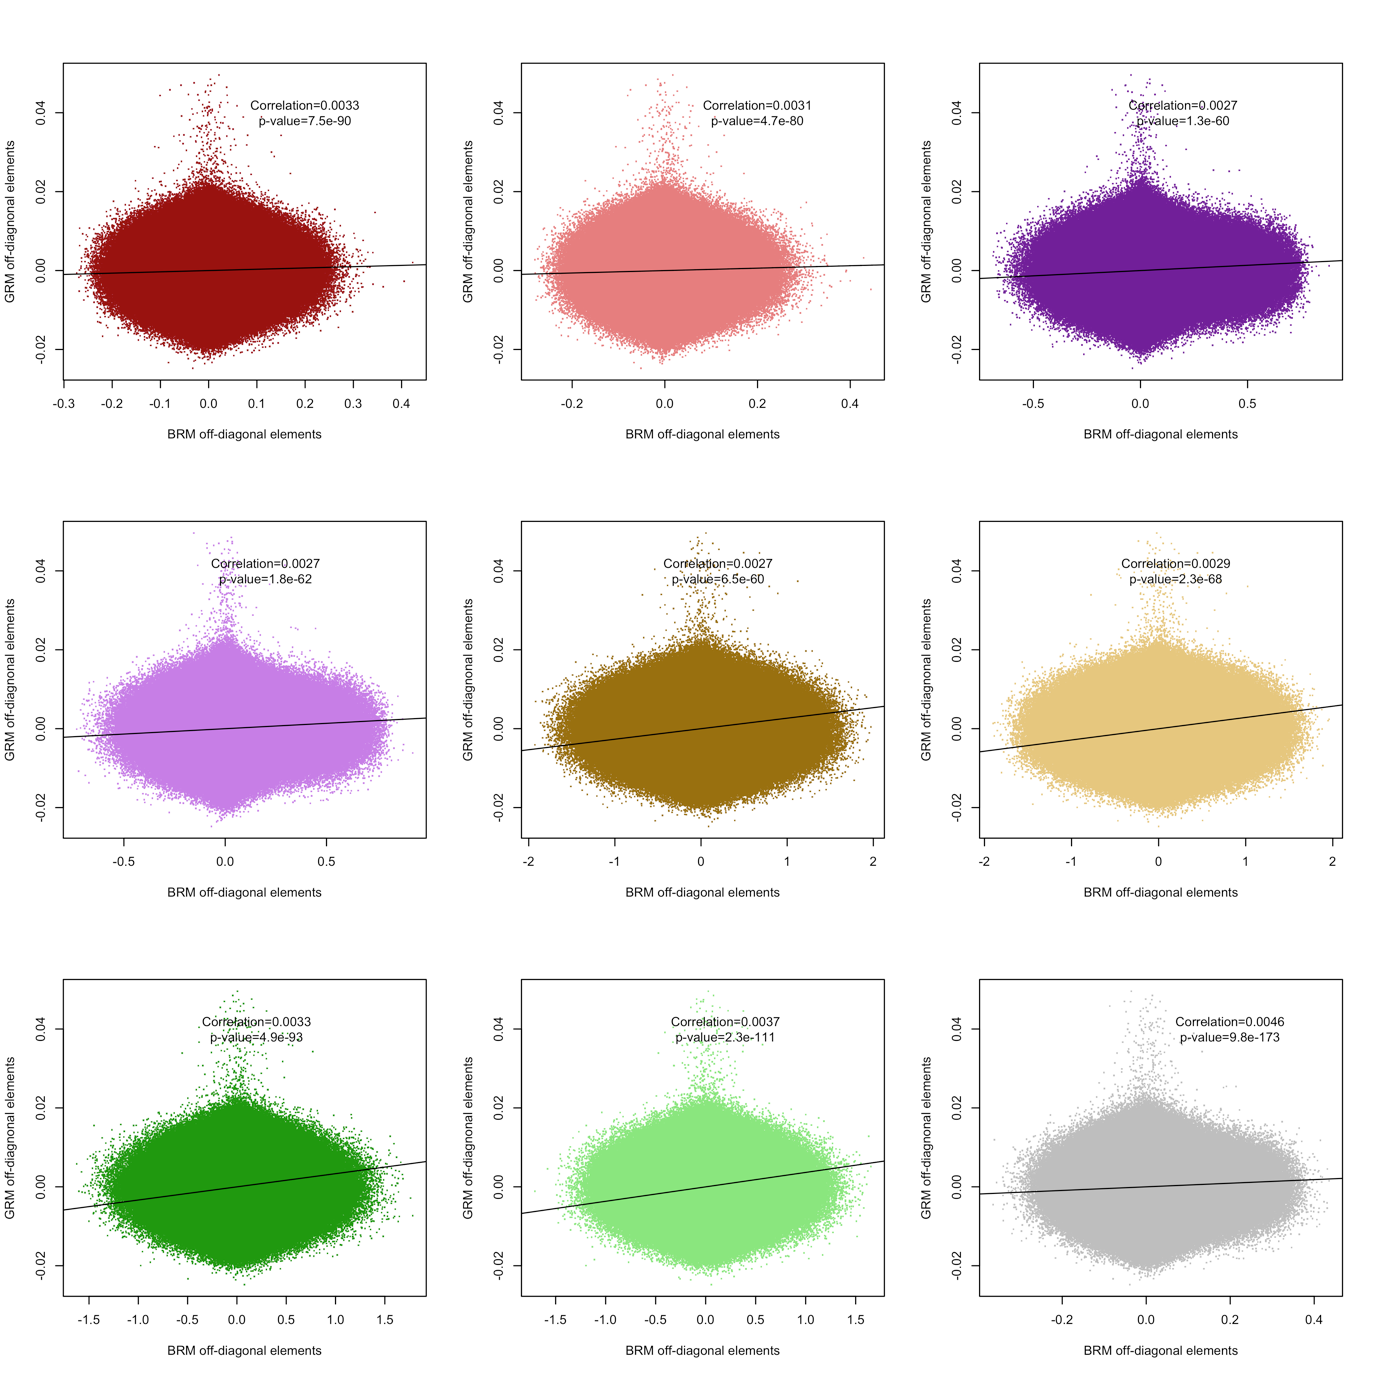 Correlation=0.0033
p-value=7.5e-90
GRM off-diagnonal elements
0.04
0.02
0.00
-0.02
-0.3 -0.2 -0.1 0.0 0.1 0.2 0.3 0.4
BRM off-diagonal elements
Correlation=0.0031
p-value=4.7e-80
GRM off-diagnonal elements
0.04
0.02
0.00
-0.02
-0.2 0.0 0.2 0.4
BRM off-diagonal elements
Correlation=0.0027
p-value=1.3e-60
GRM off-diagnonal elements
0.04
0.02
0.00
-0.02
-0.5 0.0 0.5
BRM off-diagonal elements
Correlation=0.0027
p-value=1.8e-62
GRM off-diagnonal elements
0.04
0.02
0.00
-0.02
-0.5 0.0 0.5
BRM off-diagonal elements
Correlation=0.0027
p-value=6.5e-60
GRM off-diagnonal elements
0.04
0.02
0.00
-0.02
-2 -1 0 1 2
BRM off-diagonal elements
Correlation=0.0029
p-value=2.3e-68
GRM off-diagnonal elements
0.04
0.02
0.00
-0.02
-2 -1 0 1 2
BRM off-diagonal elements
Correlation=0.0033
p-value=4.9e-93
GRM off-diagnonal elements
0.04
0.02
0.00
-0.02
-1.5 -1.0 -0.5 0.0 0.5 1.0 1.5
BRM off-diagonal elements
Correlation=0.0037
p-value=2.3e-111
GRM off-diagnonal elements
0.04
0.02
0.00
-0.02
-1.5 -1.0 -0.5 0.0 0.5 1.0 1.5
BRM off-diagonal elements
Correlation=0.0046
p-value=9.8e-173
GRM off-diagnonal elements
0.04
0.02
0.00
-0.02
-0.2 0.0 0.2 0.4
BRM off-diagonal elements